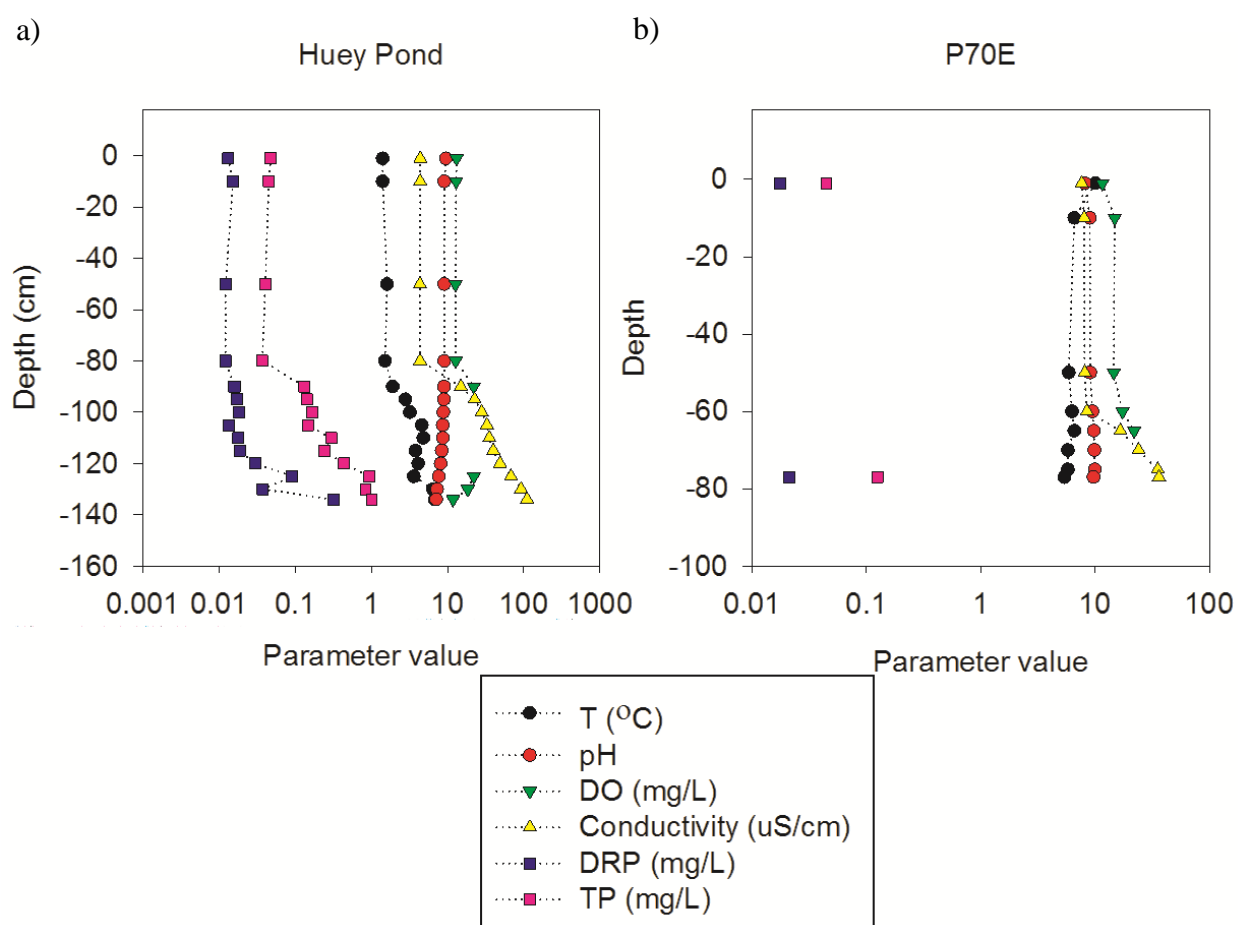 a)
Huey Pond
0
-20
-40
-60
-80
-100
-120
-140
-160
Depth (cm)
0.001 0.01 0.1 1 10 100 1000
Parameter value
b)
P70E
0
-20
-40
-60
-80
-100
Depth
0.01 0.1 1 10 100
Parameter value
T (°C)
pH
DO (mg/L)
Conductivity (uS/cm)
DRP (mg/L)
TP (mg/L)